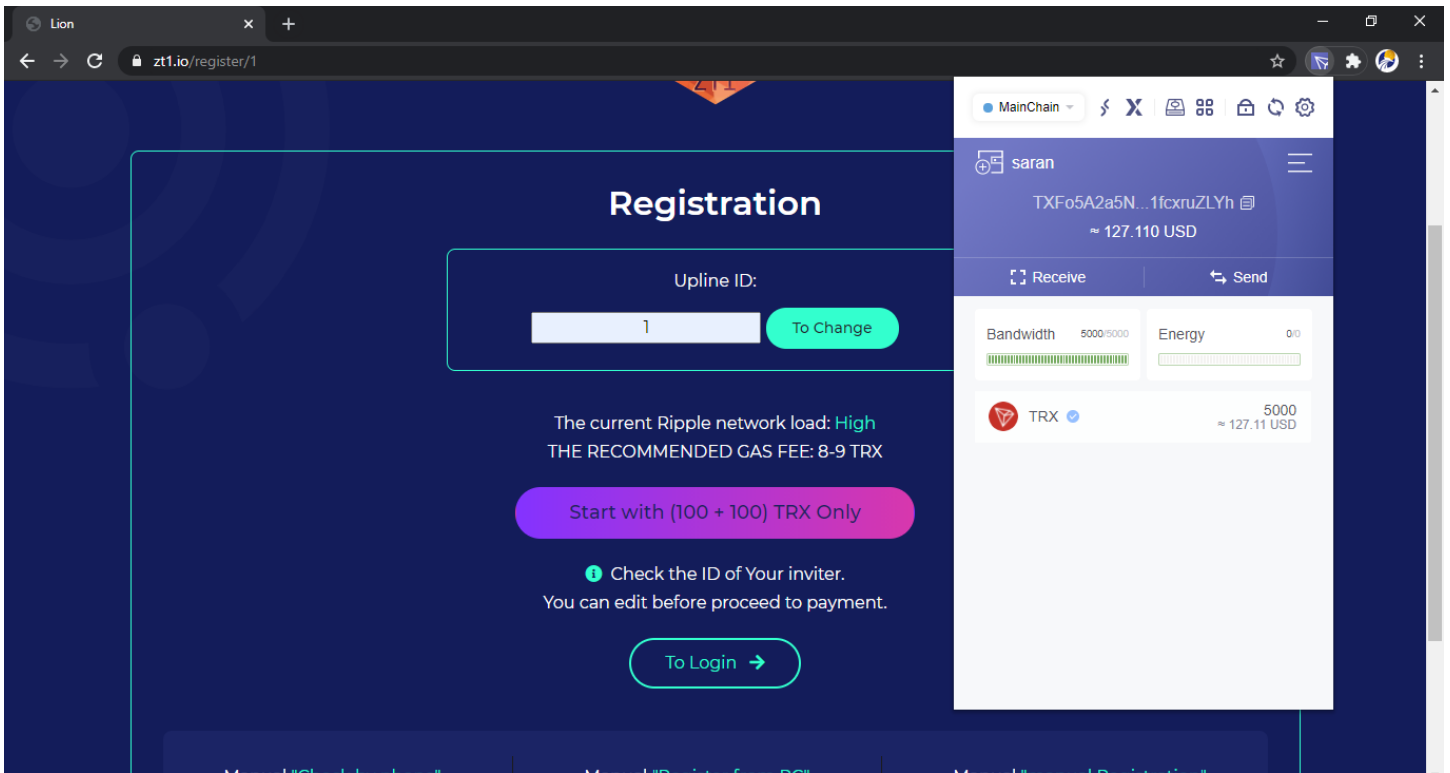 Lion
zt1.io/register/1
ZT1
MainChain
saran
TXFo5A2a5N...1fcxruZLYh
≈ 127.110 USD
Receive
Send
Bandwidth 5000/5000
Energy 0/0
TRX 5000
≈ 127.11 USD
Registration
Upline ID:
1
To Change
The current Ripple network load: High
THE RECOMMENDED GAS FEE: 8-9 TRX
Start with (100 + 100) TRX Only
Check the ID of Your inviter.
You can edit before proceed to payment.
To Login